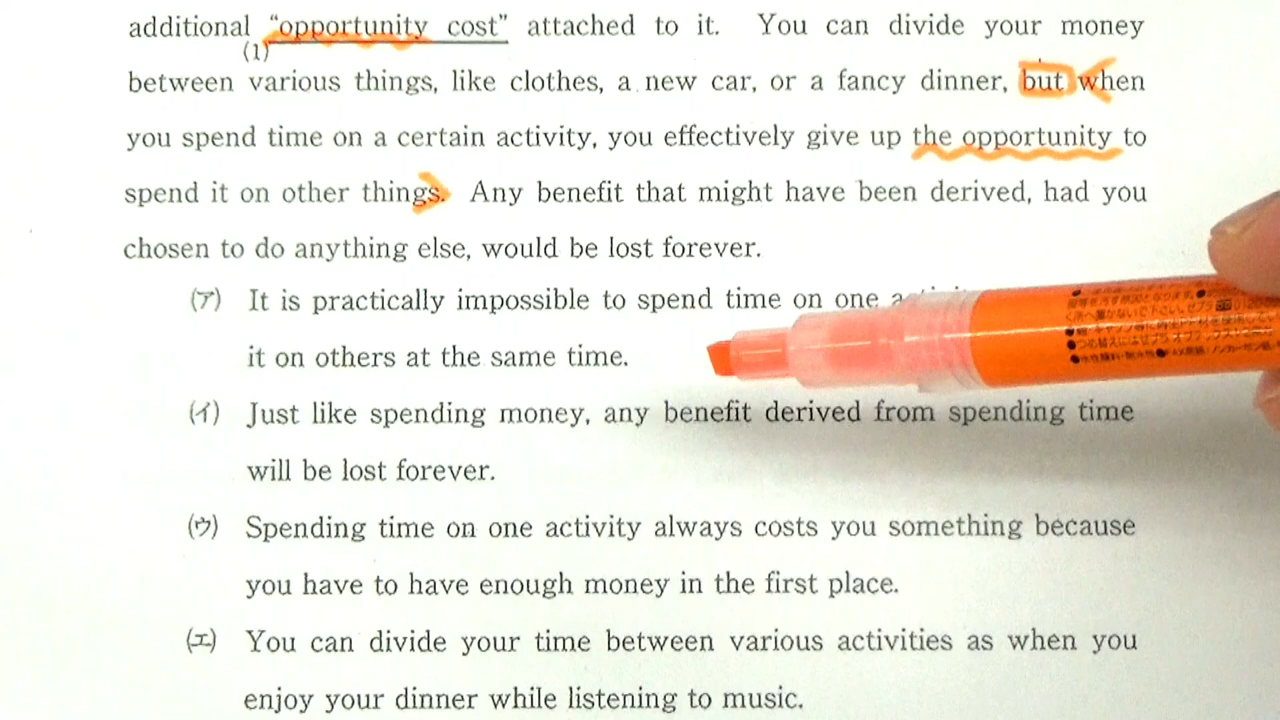 additional “opportunity cost” attached to it. You can divide your money
(1)
between various things, like clothes, a new car, or a fancy dinner, but when
you spend time on a certain activity, you effectively give up the opportunity to
spend it on other things. Any benefit that might have been derived, had you
chosen to do anything else, would be lost forever.
(ア) It is practically impossible to spend time on one
it on others at the same time.
(イ) Just like spending money, any benefit derived from spending time
will be lost forever.
(ウ) Spending time on one activity always costs you something because
you have to have enough money in the first place.
(エ) You can divide your time between various activities as when you
enjoy your dinner while listening to music.